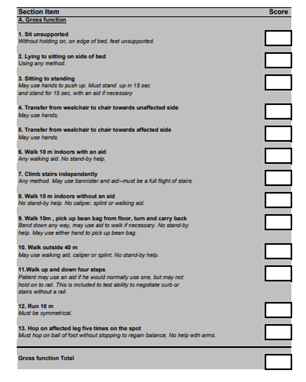 Section Item Score
A. Gross function
1. Sit unsupported
Without holding on, on edge of bed, feet unsupported.
2. Lying to sitting on side of bed
Using any method.
3. Sitting to standing
May use hands to push up. Must stand up in 15 sec
and stand for 15 sec, with an aid if necessary
4. Transfer from weelchair to chair towards unaffected side
May use hands.
5. Transfer from weelchair to chair towards affected side
May use hands.
6. Walk 10 m indoors with an aid
Any walking aid. No stand-by help.
7. Climb stairs independently
Any method. May use bannister and aid--must be a full flight of stairs.
8. Walk 10 m indoors without an aid
No stand-by help. No caliper, splint or walking aid.
9. Walk 10m , pick up bean bag from floor, turn and carry back
Bend down any way, may use aid to walk if necessary. No stand-by
help. May use either hand to pick up bean bag.
10. Walk outside 40 m
May use walking aid, caliper or splint. No stand-by help.
11.Walk up and down four steps
Patient may use an aid if he would normally use one, but may not
hold on to rail. This is included to test ability to negotiate curb or
stairs without a rail.
12. Run 10 m
Must be symmetrical.
13. Hop on affected leg five times on the spot
Must hop on ball of foot without stopping to regain balance. No help with arms.
Gross function Total